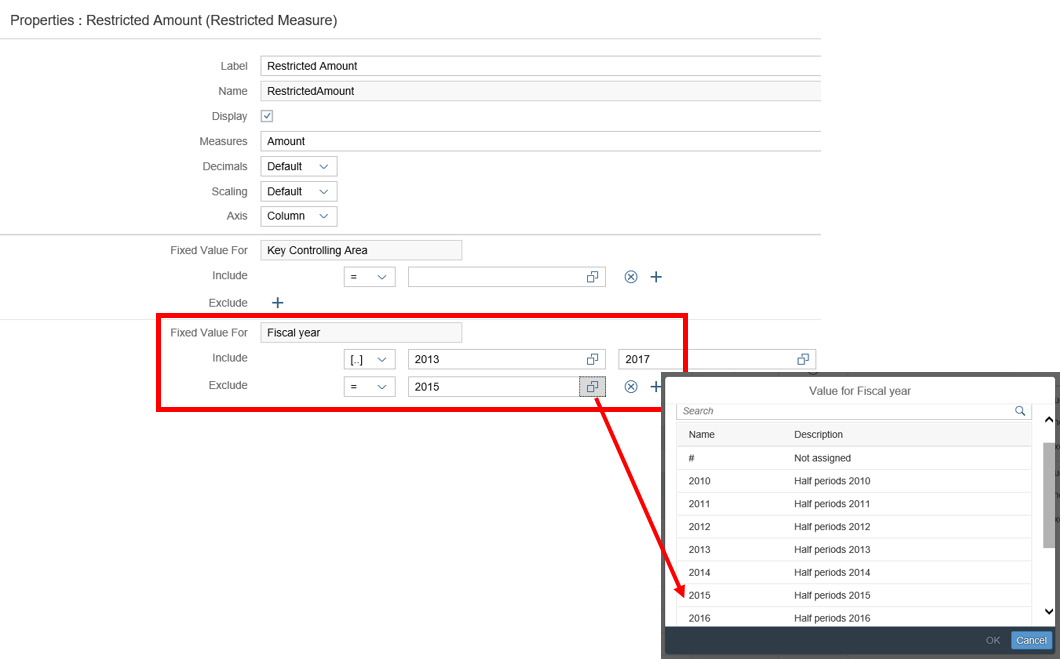 Properties : Restricted Amount (Restricted Measure)
Label Restricted Amount
Name RestrictedAmount
Display
Measures Amount
Decimals Default
Scaling Default
Axis Column
Fixed Value For Key Controlling Area
Include =
Exclude
Fixed Value For Fiscal year
Include [..] 2013 2017
Exclude = 2015
Value for Fiscal year
Search
Name Description
# Not assigned
2010 Half periods 2010
2011 Half periods 2011
2012 Half periods 2012
2013 Half periods 2013
2014 Half periods 2014
2015 Half periods 2015
2016 Half periods 2016
OK Cancel